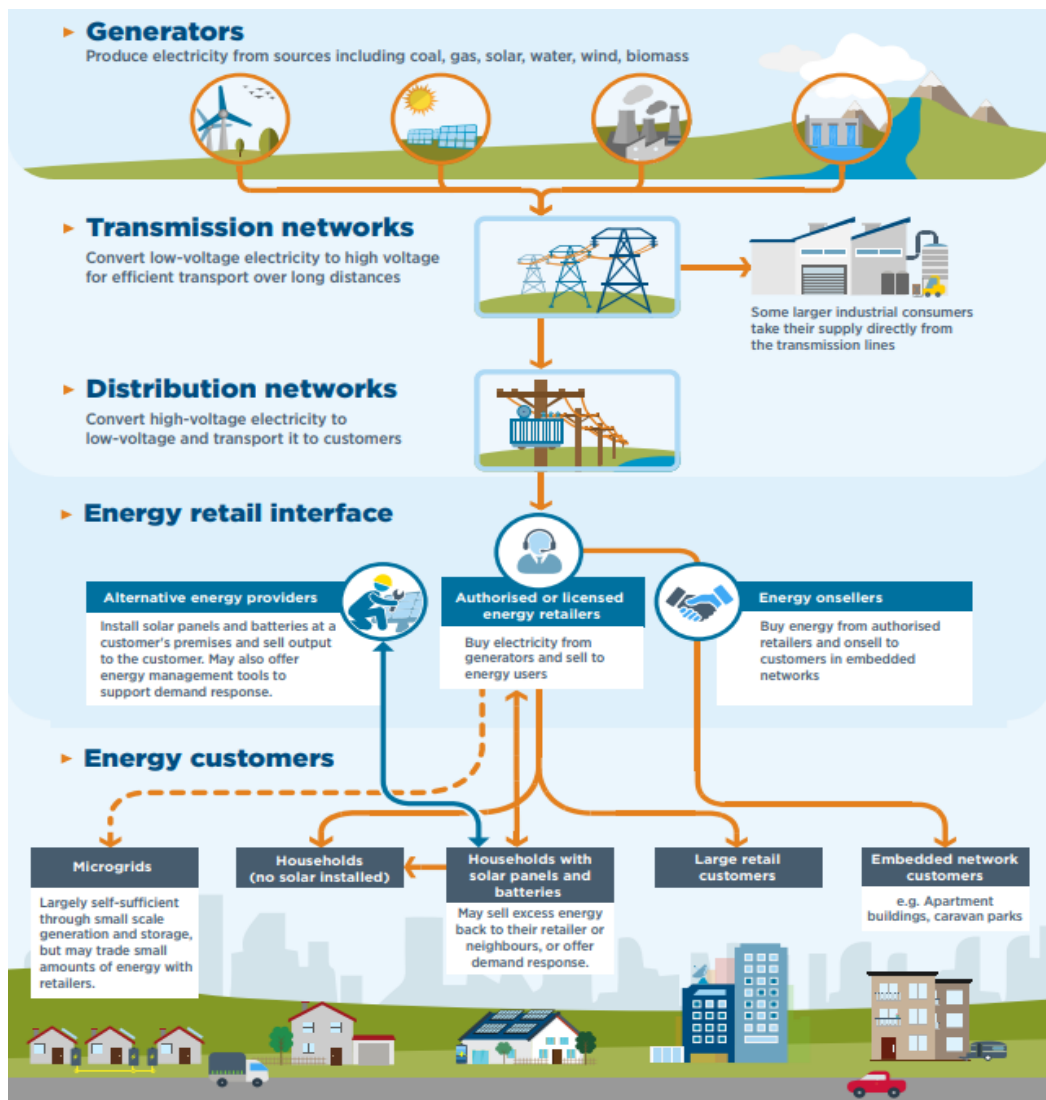 Generators
Produce electricity from sources including coal, gas, solar, water, wind, biomass
Transmission networks
Convert low-voltage electricity to high voltage
for efficient transport over long distances
Some larger industrial consumers
take their supply directly from
the transmission lines
Distribution networks
Convert high-voltage electricity to
low-voltage and transport it to customers
Energy retail interface
Alternative energy providers
Install solar panels and batteries at a
customer's premises and sell output
to the customer. May also offer
energy management tools to
support demand response.
Authorised or licensed
energy retailers
Buy electricity from
generators and sell to
energy users
Energy onsellers
Buy energy from authorised
retailers and onsell to
customers in embedded
networks
Energy customers
Microgrids
Largely self-sufficient
through small scale
generation and storage,
but may trade small
amounts of energy with
retailers.
Households
(no solar installed)
Households with
solar panels and
batteries
May sell excess energy
back to their retailer or
neighbours, or offer
demand response.
Large retail
customers
Embedded network
customers
e.g. Apartment
buildings, caravan parks